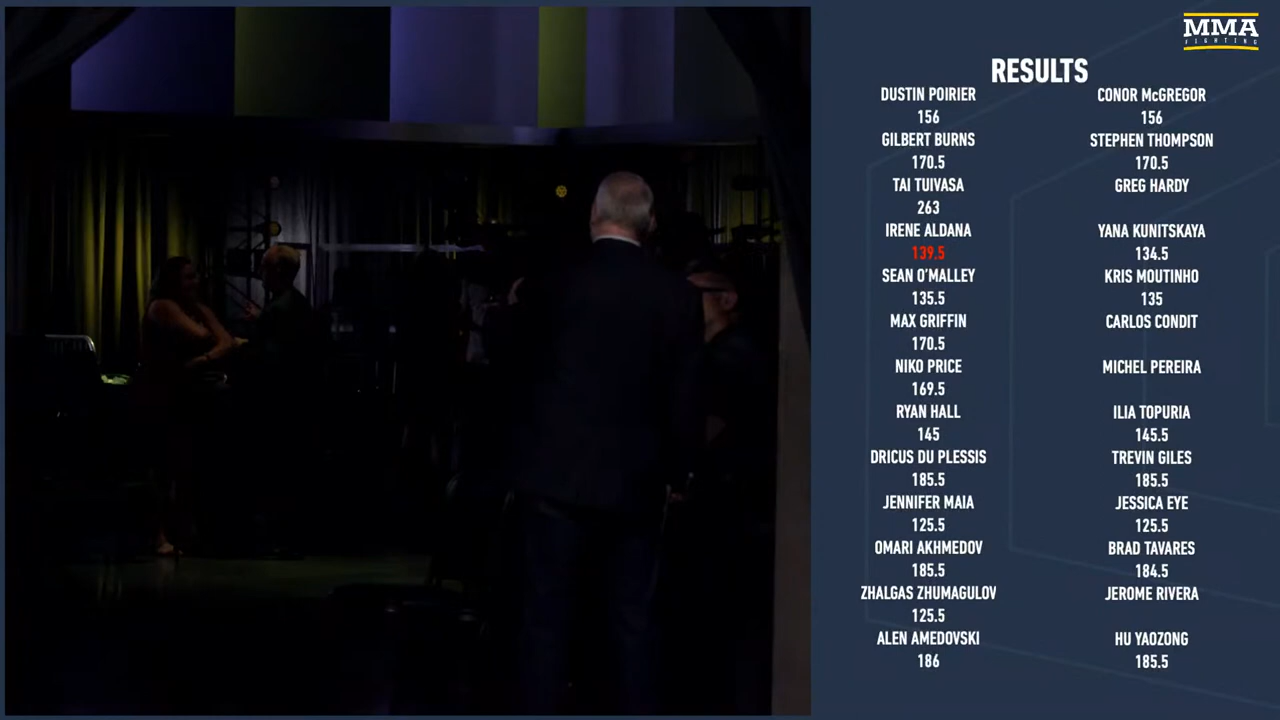 MMA
FIGHTING
RESULTS
DUSTIN POIRIER CONOR McGREGOR
156 156
GILBERT BURNS STEPHEN THOMPSON
170.5 170.5
TAI TUIVASA GREG HARDY
263
IRENE ALDANA YANA KUNITSKAYA
139.5 134.5
SEAN O'MALLEY KRIS MOUTINHO
135.5 135
MAX GRIFFIN CARLOS CONDIT
170.5
NIKO PRICE MICHEL PEREIRA
169.5
RYAN HALL ILIA TOPURIA
145 145.5
DRICUS DU PLESSIS TREVIN GILES
185.5 185.5
JENNIFER MAIA JESSICA EYE
125.5 125.5
OMARI AKHMEDOV BRAD TAVARES
185.5 184.5
ZHALGAS ZHUMAGULOV JEROME RIVERA
125.5
ALEN AMEDOVSKI HU YAOZONG
186 185.5